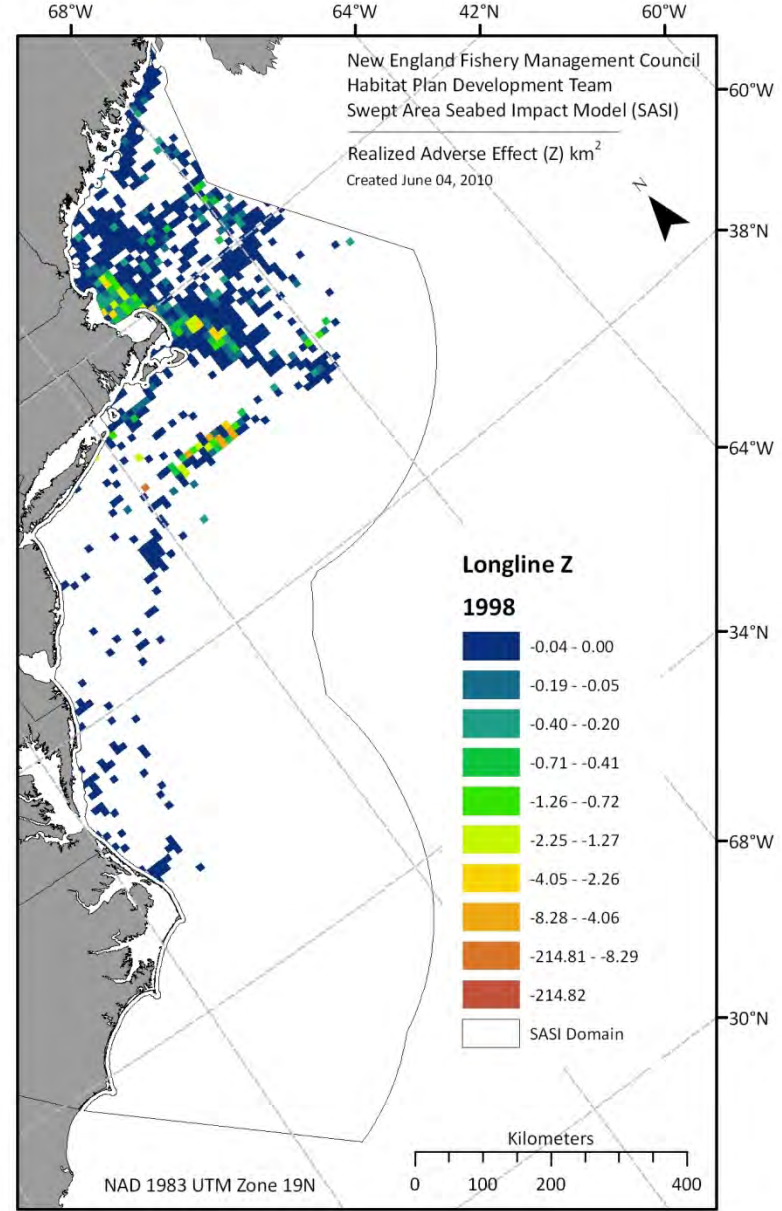 68°W 64°W 42°N 60°W
New England Fishery Management Council
Habitat Plan Development Team
Swept Area Seabed Impact Model (SASI)
Realized Adverse Effect (Z) km²
Created June 04, 2010
N
60°W
38°N
64°W
34°N
68°W
30°N
Longline Z
1998
-0.04 - 0.00
-0.19 - -0.05
-0.40 - -0.20
-0.71 - -0.41
-1.26 - -0.72
-2.25 - -1.27
-4.05 - -2.26
-8.28 - -4.06
-214.81 - -8.29
-214.82
SASI Domain
Kilometers
0 100 200 400
NAD 1983 UTM Zone 19N